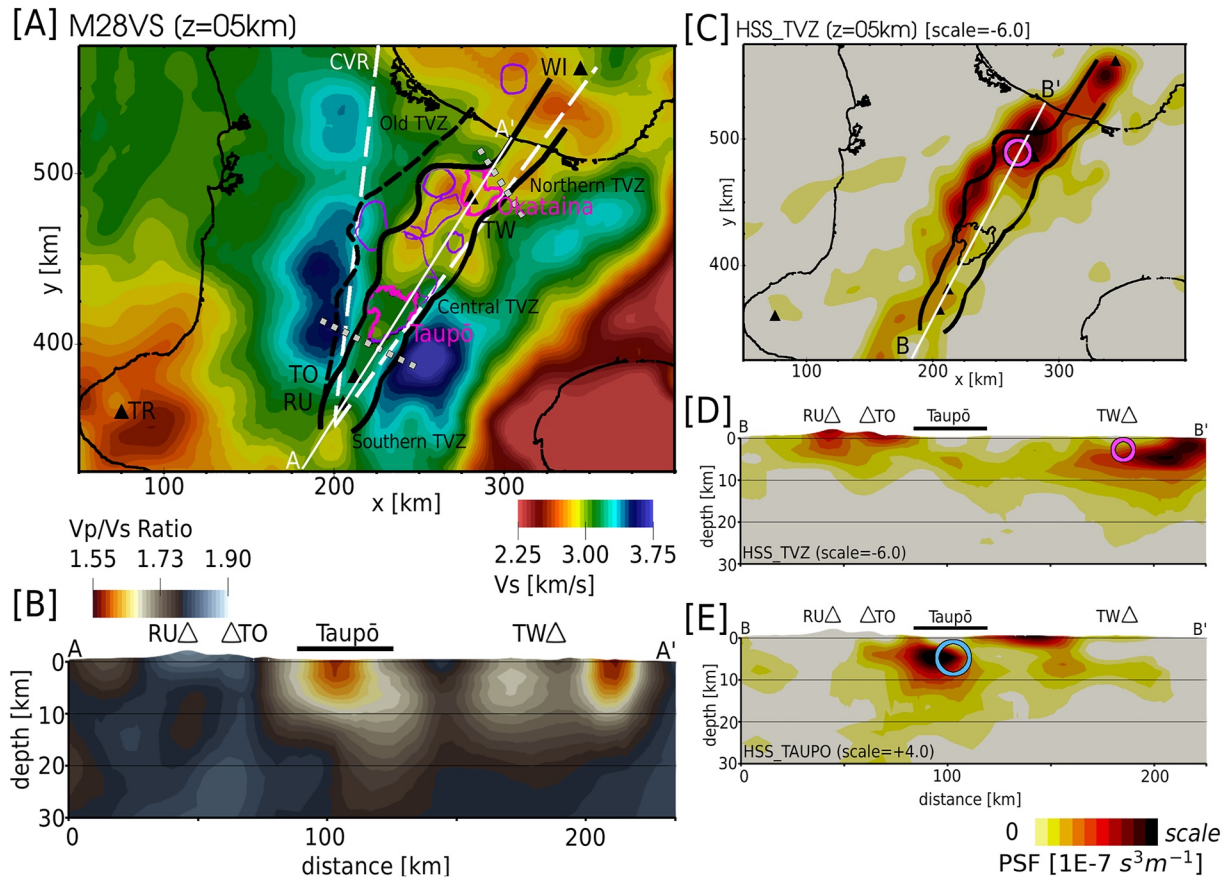 [A] M28VS (z=05km)
CVR
WI
Old TVZ
A'
500
Northern TVZ
Okataina
TW
y [km]
Central TVZ
Taupō
400
TO
RU
TR
Southern TVZ
A
100
200
300
x [km]
Vp/Vs Ratio
1.55 1.73 1.90
2.25 3.00 3.75
Vs [km/s]
[B]
A
RU
TO
Taupō
TW
A'
0
10
20
30
depth [km]
0
100
200
distance [km]
[C] HSS_TVZ (z=05km) [scale=-6.0]
B'
500
y [km]
400
B
100
200
300
x [km]
[D]
RU
TO
Taupō
TW
B
B'
0
10
20
30
depth [km]
HSS_TVZ (scale=-6.0)
[E]
RU
TO
Taupō
TW
B
B'
0
10
20
30
depth [km]
HSS_TAUPO (scale=+4.0)
0
100
200
distance [km]
0 scale
PSF [1E-7 s³m⁻¹]